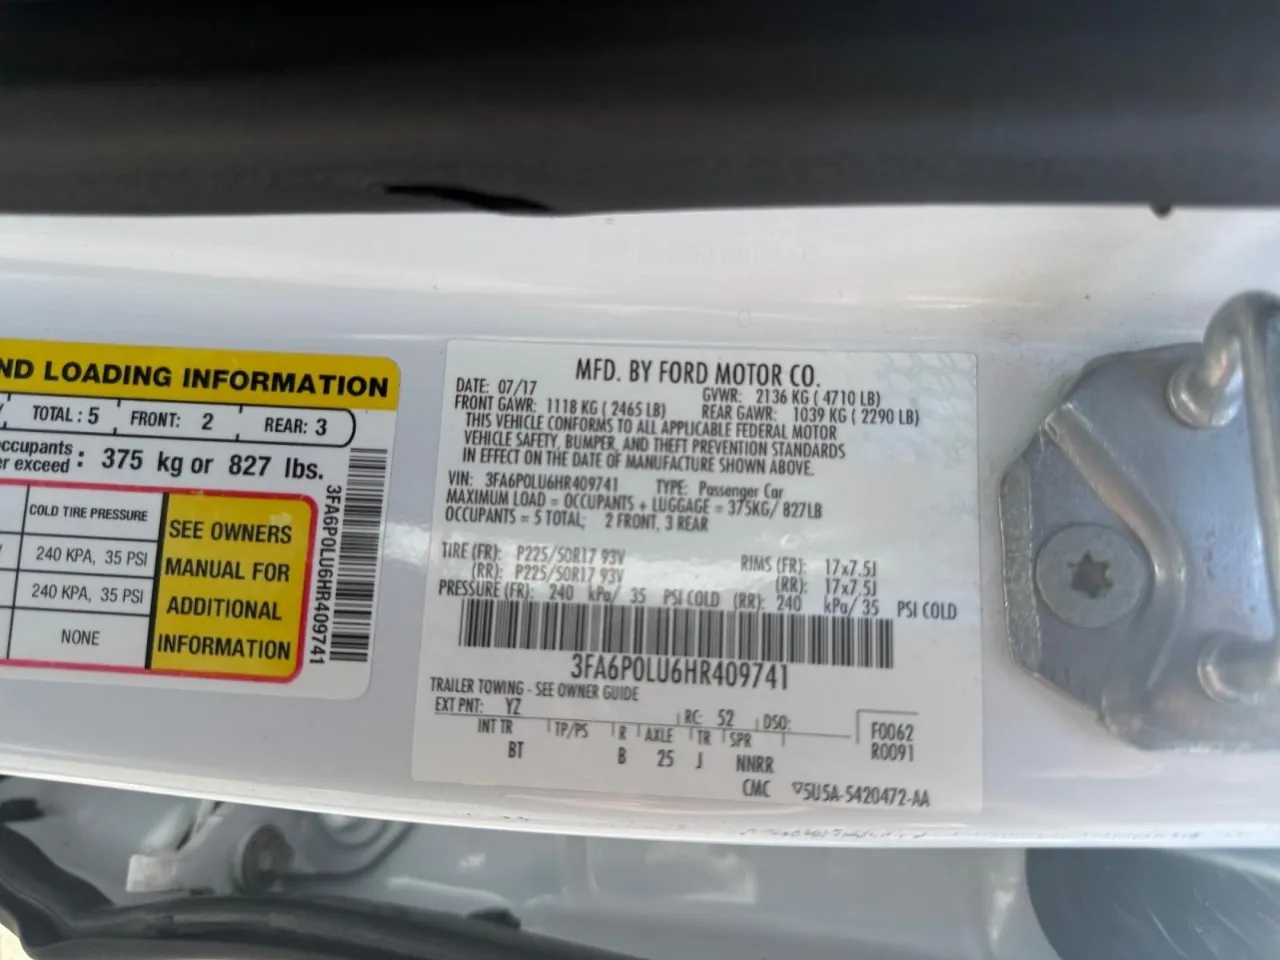 ND LOADING INFORMATION
TOTAL : 5 FRONT: 2 REAR: 3
occupants
er exceed : 375 kg or 827 lbs.
COLD TIRE PRESSURE
240 KPA, 35 PSI
240 KPA, 35 PSI
NONE
SEE OWNERS
MANUAL FOR
ADDITIONAL
INFORMATION
3FA6P0LU6HR409741
MFD. BY FORD MOTOR CO.
DATE: 07/17 GVWR: 2136 KG ( 4710 LB)
FRONT GAWR: 1118 KG ( 2465 LB) REAR GAWR: 1039 KG ( 2290 LB)
THIS VEHICLE CONFORMS TO ALL APPLICABLE FEDERAL MOTOR
VEHICLE SAFETY, BUMPER, AND THEFT PREVENTION STANDARDS
IN EFFECT ON THE DATE OF MANUFACTURE SHOWN ABOVE.
VIN: 3FA6P0LU6HR409741 TYPE: Passenger Car
MAXIMUM LOAD = OCCUPANTS + LUGGAGE = 375KG/ 827LB
OCCUPANTS = 5 TOTAL; 2 FRONT, 3 REAR
TIRE (FR): P225/50R17 93V RIMS (FR): 17x7.5J
(RR): P225/50R17 93V (RR): 17x7.5J
PRESSURE (FR): 240 kPa/ 35 PSI COLD (RR): 240 kPa/ 35 PSI COLD
3FA6P0LU6HR409741
TRAILER TOWING - SEE OWNER GUIDE
EXT PNT: YZ RC: 52 DSO: F0062
INT TR TP/PS R AXLE TR SPR R0091
BT B 25 J NNRR
CMC ▽5U5A-5420472-AA